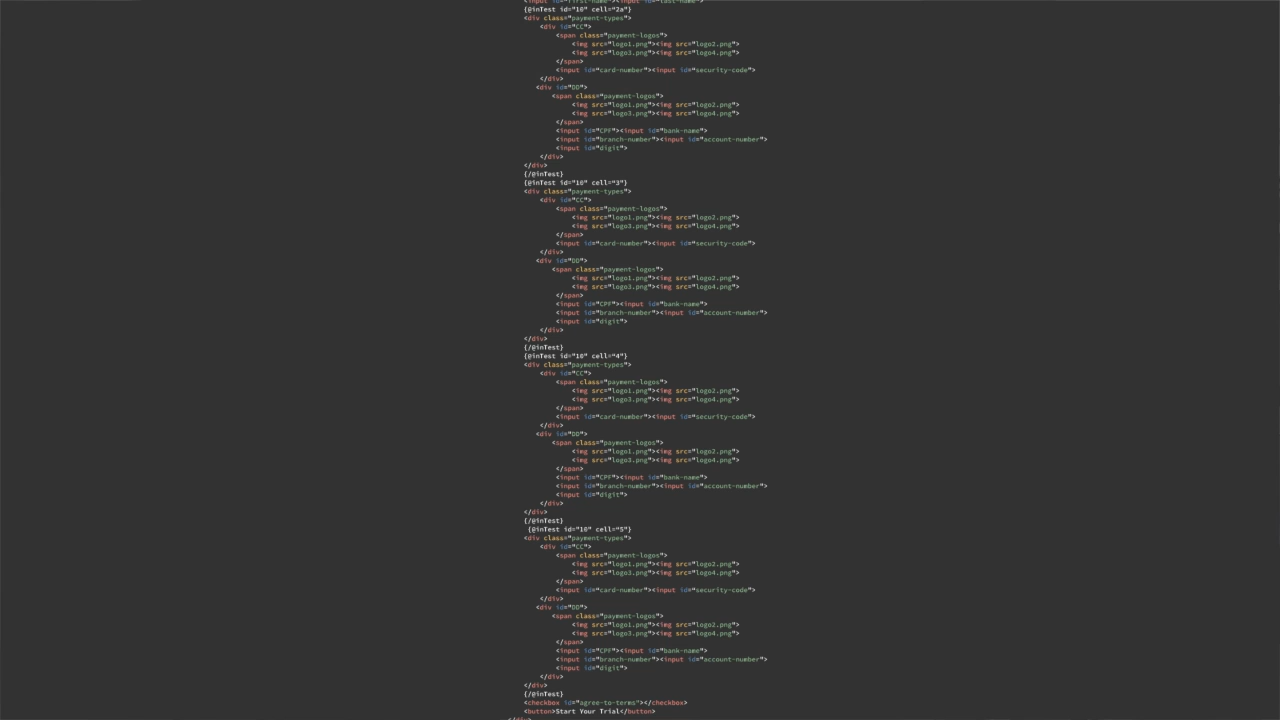 <input id="first-name"><input id="last-name">
{@inTest id="10" cell="2a"}
<div class="payment-types">
<div id="CC">
<span class="payment-logos">
<img src="logo1.png"><img src="logo2.png">
<img src="logo3.png"><img src="logo4.png">
</span>
<input id="card-number"><input id="security-code">
</div>
<div id="DD">
<span class="payment-logos">
<img src="logo1.png"><img src="logo2.png">
<img src="logo3.png"><img src="logo4.png">
</span>
<input id="CPF"><input id="bank-name">
<input id="branch-number"><input id="account-number">
<input id="digit">
</div>
</div>
{/@inTest}
{@inTest id="10" cell="3"}
<div class="payment-types">
<div id="CC">
<span class="payment-logos">
<img src="logo1.png"><img src="logo2.png">
<img src="logo3.png"><img src="logo4.png">
</span>
<input id="card-number"><input id="security-code">
</div>
<div id="DD">
<span class="payment-logos">
<img src="logo1.png"><img src="logo2.png">
<img src="logo3.png"><img src="logo4.png">
</span>
<input id="CPF"><input id="bank-name">
<input id="branch-number"><input id="account-number">
<input id="digit">
</div>
</div>
{/@inTest}
{@inTest id="10" cell="4"}
<div class="payment-types">
<div id="CC">
<span class="payment-logos">
<img src="logo1.png"><img src="logo2.png">
<img src="logo3.png"><img src="logo4.png">
</span>
<input id="card-number"><input id="security-code">
</div>
<div id="DD">
<span class="payment-logos">
<img src="logo1.png"><img src="logo2.png">
<img src="logo3.png"><img src="logo4.png">
</span>
<input id="CPF"><input id="bank-name">
<input id="branch-number"><input id="account-number">
<input id="digit">
</div>
</div>
{/@inTest}
{@inTest id="10" cell="5"}
<div class="payment-types">
<div id="CC">
<span class="payment-logos">
<img src="logo1.png"><img src="logo2.png">
<img src="logo3.png"><img src="logo4.png">
</span>
<input id="card-number"><input id="security-code">
</div>
<div id="DD">
<span class="payment-logos">
<img src="logo1.png"><img src="logo2.png">
<img src="logo3.png"><img src="logo4.png">
</span>
<input id="CPF"><input id="bank-name">
<input id="branch-number"><input id="account-number">
<input id="digit">
</div>
</div>
{/@inTest}
<checkbox id="agree-to-terms"></checkbox>
<button>Start Your Trial</button>
</div>